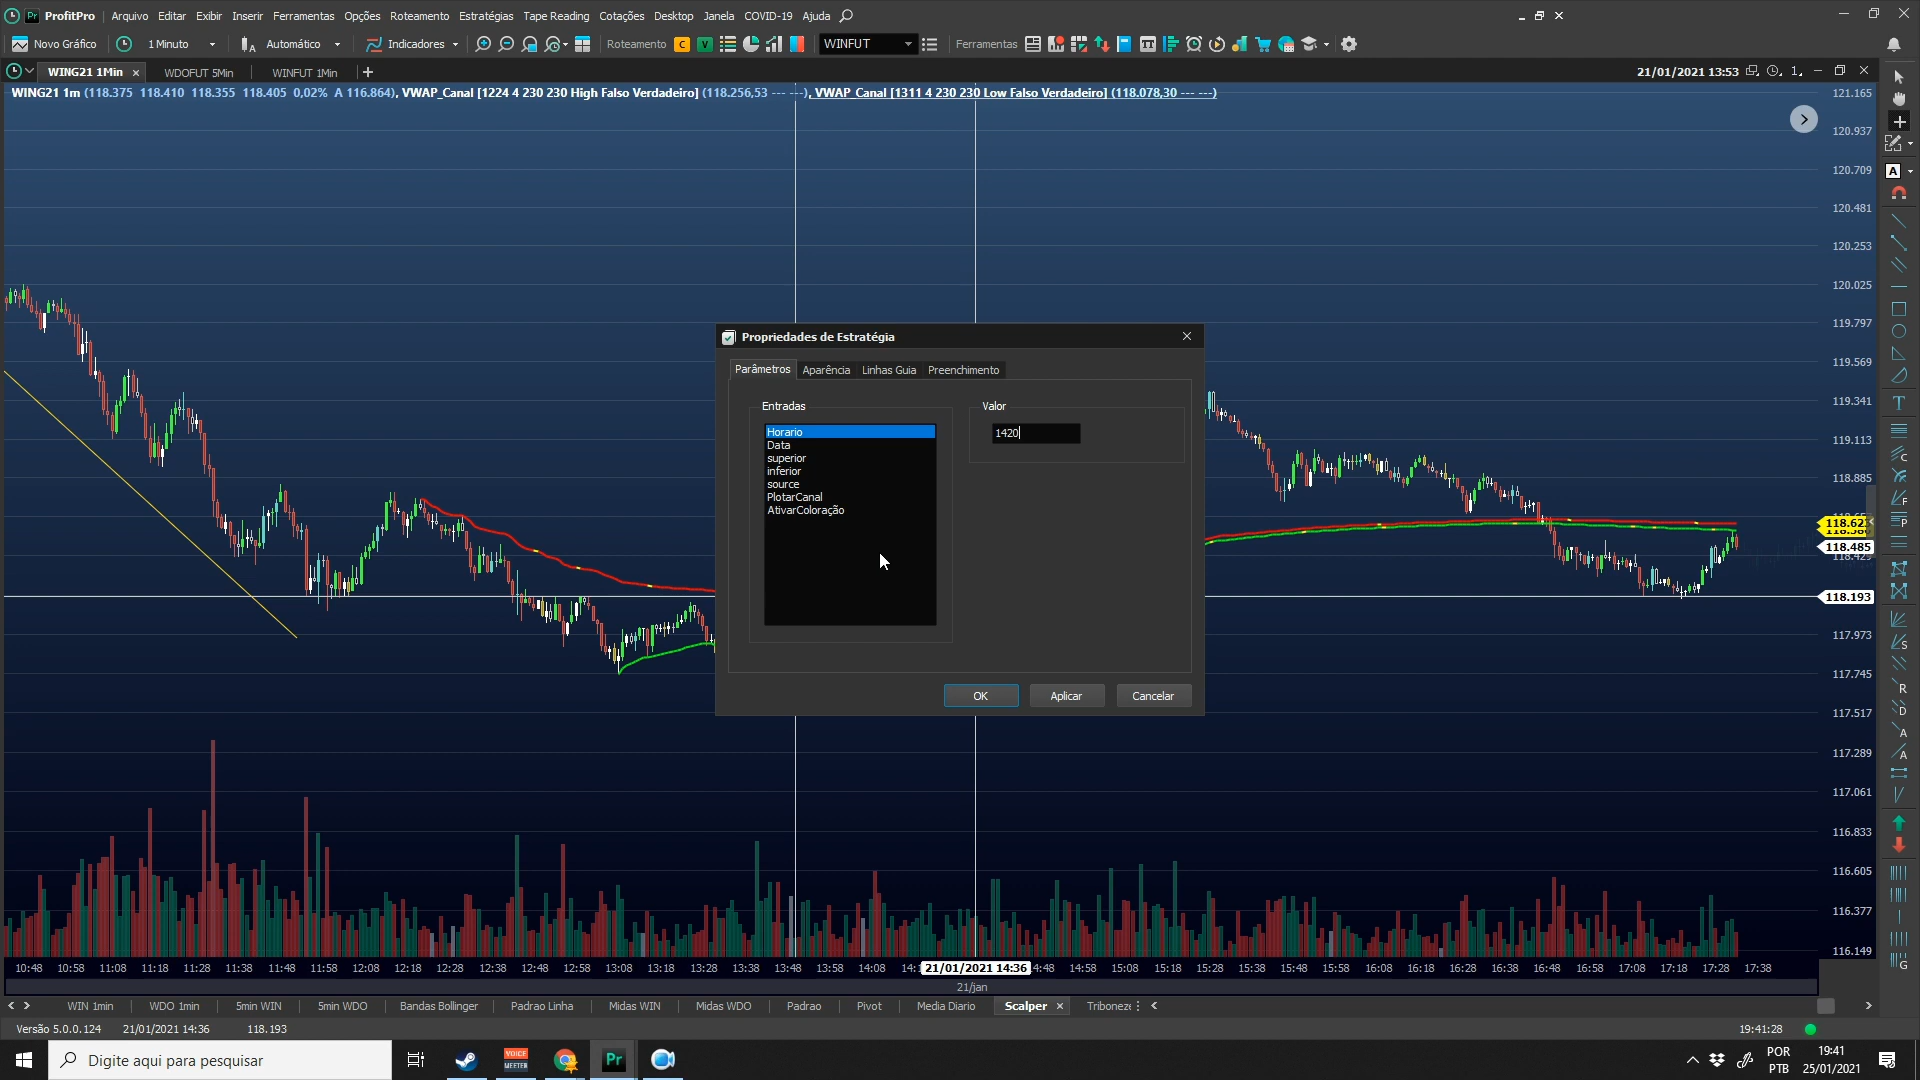 ProfitPro Arquivo Editar Exibir Inserir Ferramentas Opções Roteamento Estratégias Tape Reading Cotações Desktop Janela COVID-19 Ajuda
Novo Gráfico 1 Minuto Automático Indicadores Roteamento C V WINFUT Ferramentas
WING21 1Min WDOFUT 5Min WINFUT 1Min 21/01/2021 13:53
WING21 1m (118.375 118.410 118.355 118.405 0,02% A 116.864), VWAP_Canal [1224 4 230 230 High Falso Verdadeiro] (118.256,53 --- ---), VWAP_Canal [1311 4 230 230 Low Falso Verdadeiro] (118.078,30 --- ---)
121.165
120.937
120.709
120.481
120.253
120.025
119.797
119.569
119.341
119.113
118.885
118.623
118.485
118.193
117.973
117.745
117.517
117.289
117.061
116.833
116.605
116.377
116.149
Propriedades de Estratégia
Parâmetros Aparência Linhas Guia Preenchimento
Entradas Valor
Horario 1420
Data
superior
inferior
source
PlotarCanal
AtivarColoração
OK Aplicar Cancelar
10:48 10:58 11:08 11:18 11:28 11:38 11:48 11:58 12:08 12:18 12:28 12:38 12:48 12:58 13:08 13:18 13:28 13:38 13:48 13:58 14:08 21/01/2021 14:36 14:58 15:08 15:18 15:28 15:38 15:48 15:58 16:08 16:18 16:28 16:38 16:48 16:58 17:08 17:18 17:28 17:38
21/jan
WIN 1min WDO 1min 5min WIN 5min WDO Bandas Bollinger Padrao Linha Midas WIN Midas WDO Padrao Pivot Media Diario Scalper Tribonez
Versão 5.0.0.124 21/01/2021 14:36 118.193 19:41:28
Digite aqui para pesquisar
VOICE
MEETER
Pr
POR
PTB
19:41
25/01/2021